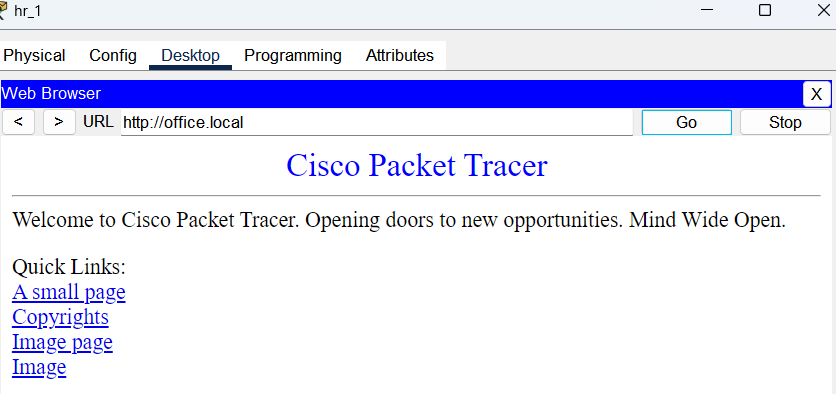 hr_1
Physical Config Desktop Programming Attributes
Web Browser X
< > URL http://office.local Go Stop
Cisco Packet Tracer
Welcome to Cisco Packet Tracer. Opening doors to new opportunities. Mind Wide Open.
Quick Links:
A small page
Copyrights
Image page
Image